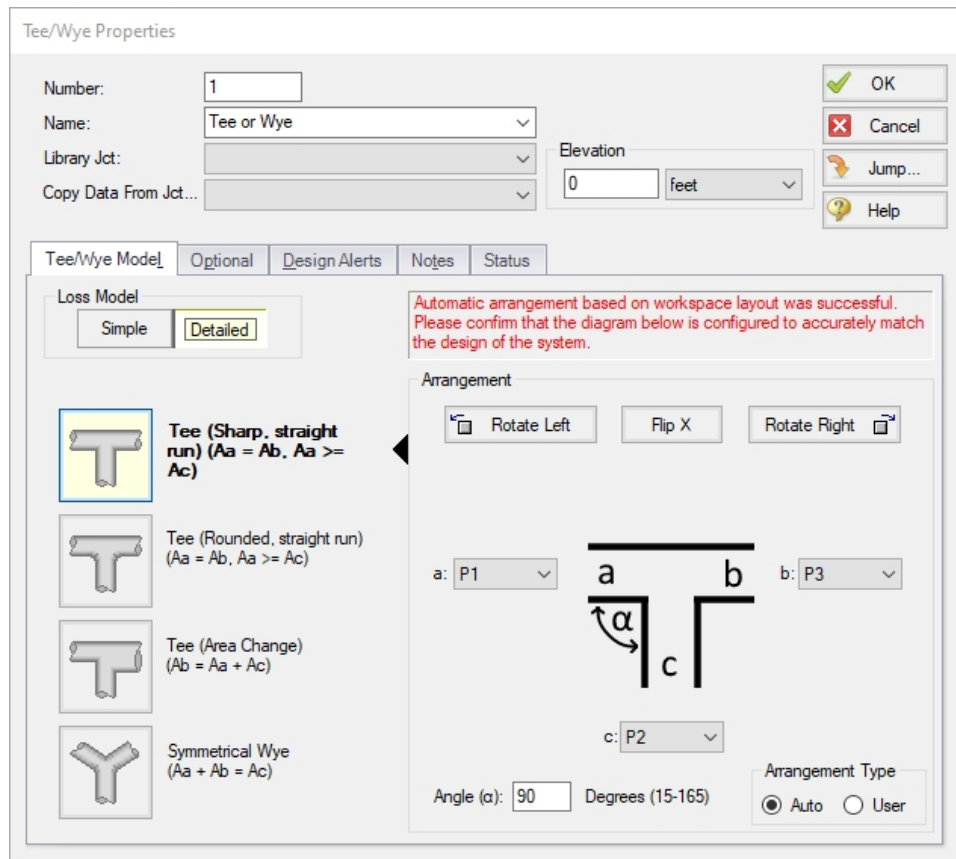 Tee/Wye Properties
Number:
1
OK
Name:
Tee or Wye
Cancel
Library Jct:
Elevation
Jump...
0
feet
Copy Data From Jct...
Help
Tee/Wye Model
Optional
Design Alerts
Notes
Status
Loss Model
Simple
Detailed
Automatic arrangement based on workspace layout was successful.
Please confirm that the diagram below is configured to accurately match
the design of the system.
Arrangement
Rotate Left
Flip X
Rotate Right
Tee (Sharp, straight
run) (Aa = Ab, Aa >=
Ac)
Tee (Rounded, straight run)
(Aa = Ab, Aa >= Ac)
Tee (Area Change)
(Ab = Aa + Ac)
Symmetrical Wye
(Aa + Ab = Ac)
a: P1
a
b
b: P3
α
c
c: P2
Angle (α): 90 Degrees (15-165)
Arrangement Type
Auto
User